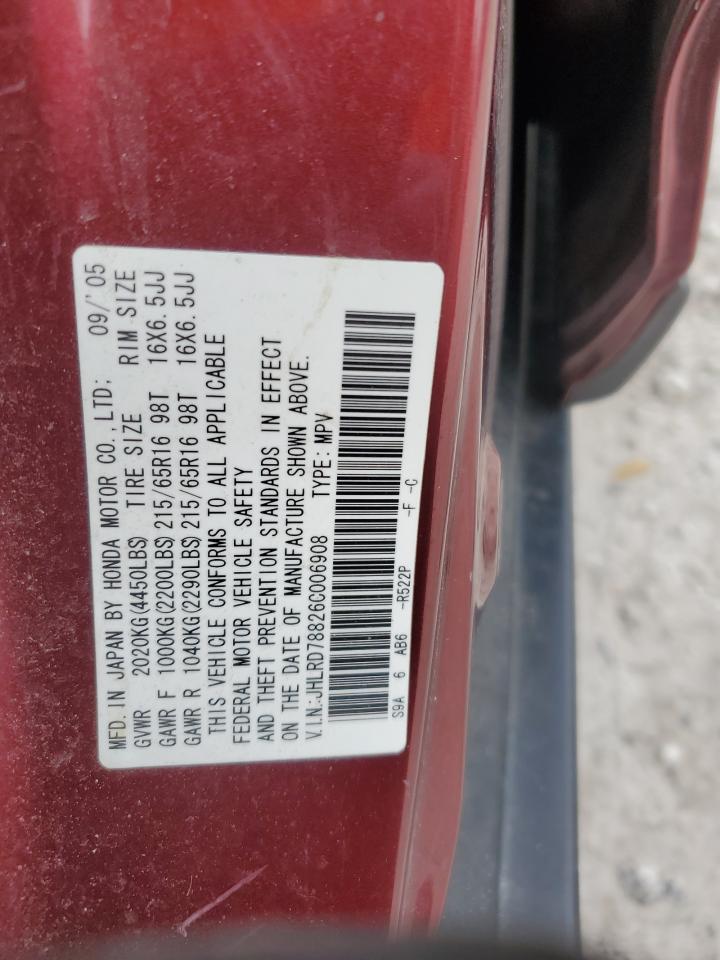 MFD. IN JAPAN BY HONDA MOTOR CO., LTD; 09/'05
GVWR 2020KG(4450LBS) TIRE SIZE RIM SIZE
GAWR F 1000KG(2200LBS) 215/65R16 98T 16X6.5JJ
GAWR R 1040KG(2290LBS) 215/65R16 98T 16X6.5JJ
THIS VEHICLE CONFORMS TO ALL APPLICABLE
FEDERAL MOTOR VEHICLE SAFETY
AND THEFT PREVENTION STANDARDS IN EFFECT
ON THE DATE OF MANUFACTURE SHOWN ABOVE.
V.I.N:JHLRD78826C006908 TYPE: MPV
S9A 6 AB6 -R522P -F -C